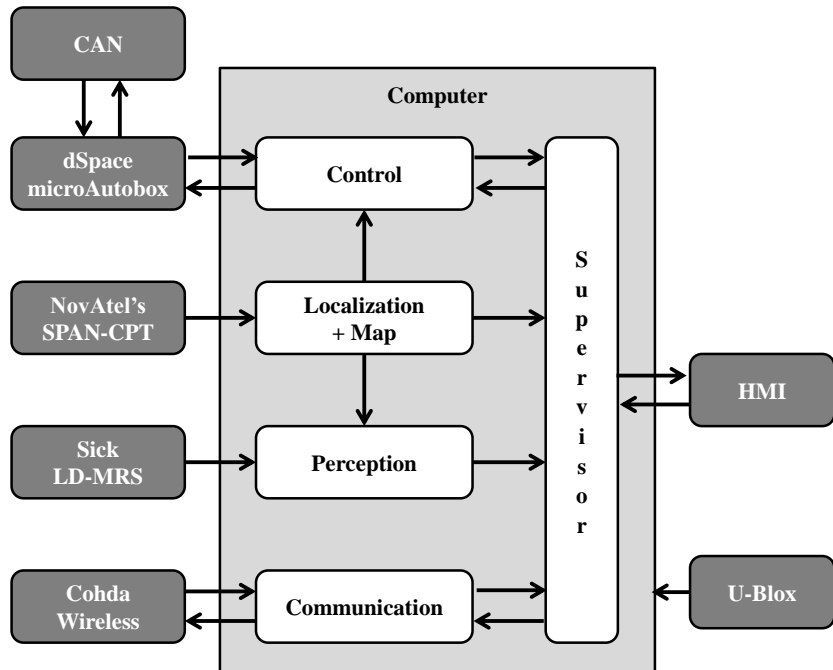 CAN
Computer
dSpace
microAutobox
Control
NovAtel's
SPAN-CPT
Localization
+ Map
Supervisor
HMI
Sick
LD-MRS
Perception
Cohda
Wireless
Communication
U-Blox